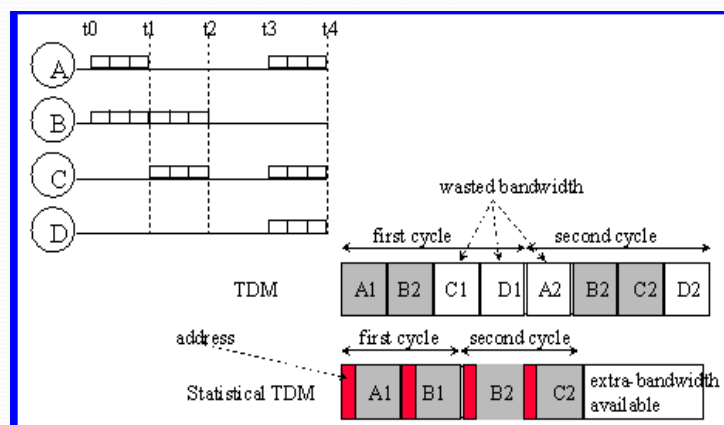 t0 t1 t2 t3 t4
A
B
C
D
wasted bandwidth
first cycle second cycle
TDM A1 B2 C1 D1 A2 B2 C2 D2
address
first cycle second cycle
Statistical TDM A1 B1 B2 C2 extra-bandwidth
available